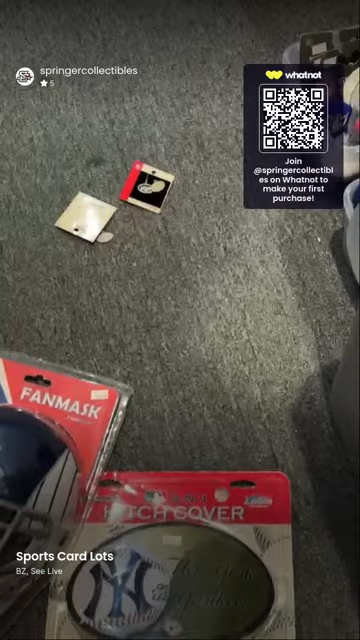 springercollectibles
5
whatnot
Join
@springercollectibl
es on Whatnot to
make your first
purchase!
FANMASK
HITCH COVER
NY
Sports Card Lots
BZ, See Live